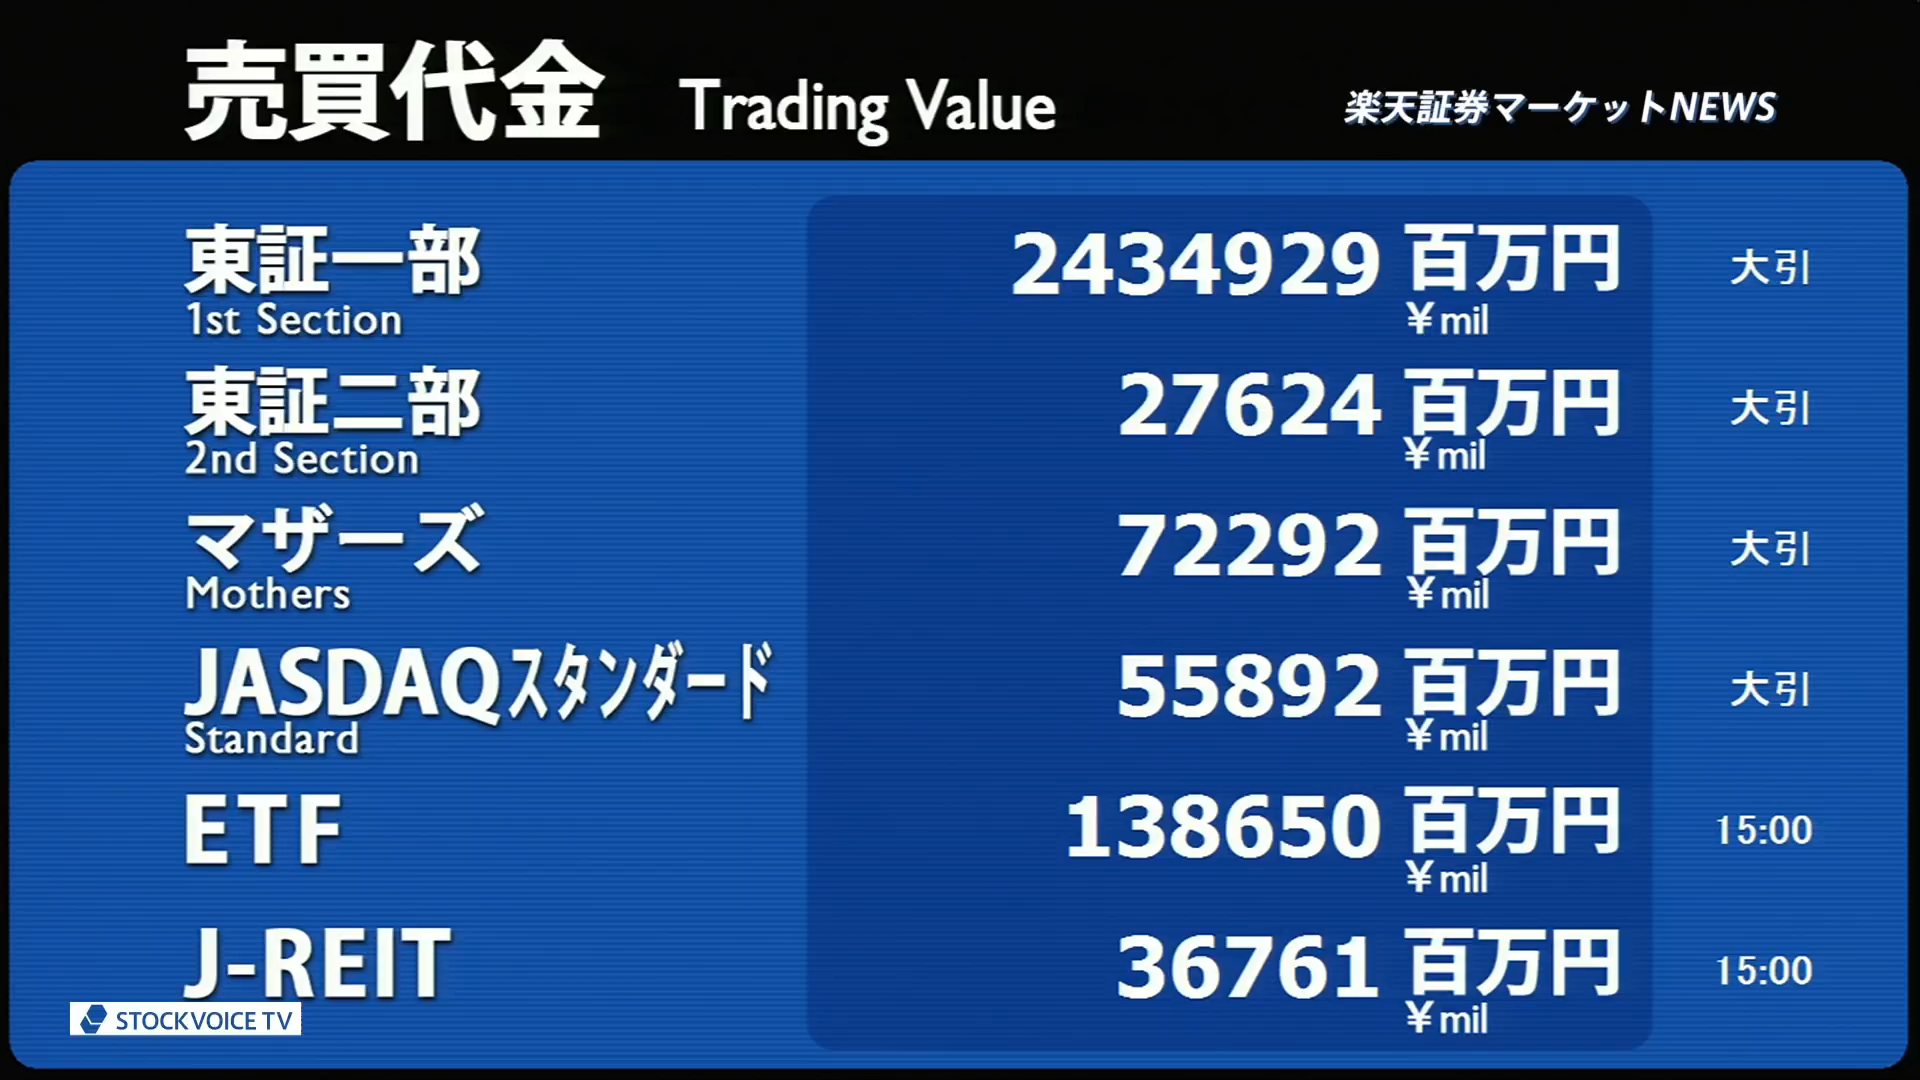 売買代金 Trading Value 楽天証券マーケットNEWS
東証一部 2434929 百万円 大引
1st Section ¥mil
東証二部 27624 百万円 大引
2nd Section ¥mil
マザーズ 72292 百万円 大引
Mothers ¥mil
JASDAQスタンダード 55892 百万円 大引
Standard ¥mil
ETF 138650 百万円 15:00
¥mil
J-REIT 36761 百万円 15:00
STOCKVOICE TV ¥mil